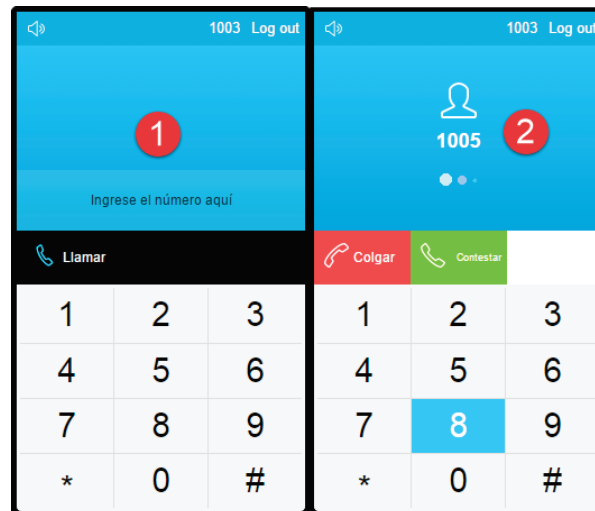 1003 Log out
1
Ingrese el número aquí
Llamar
1 2 3
4 5 6
7 8 9
* 0 #
1003 Log out
1005
2
Colgar Contestar
1 2 3
4 5 6
7 8 9
* 0 #